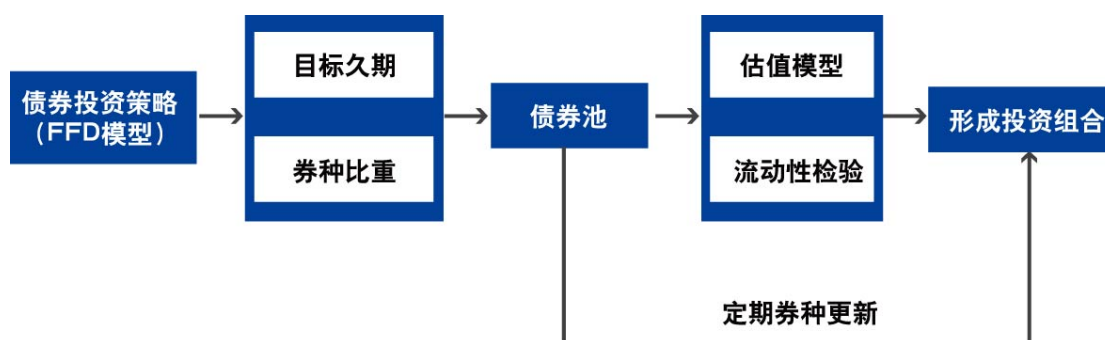 债券投资策略
（FFD模型）
目标久期
券种比重
债券池
估值模型
流动性检验
形成投资组合
定期券种更新